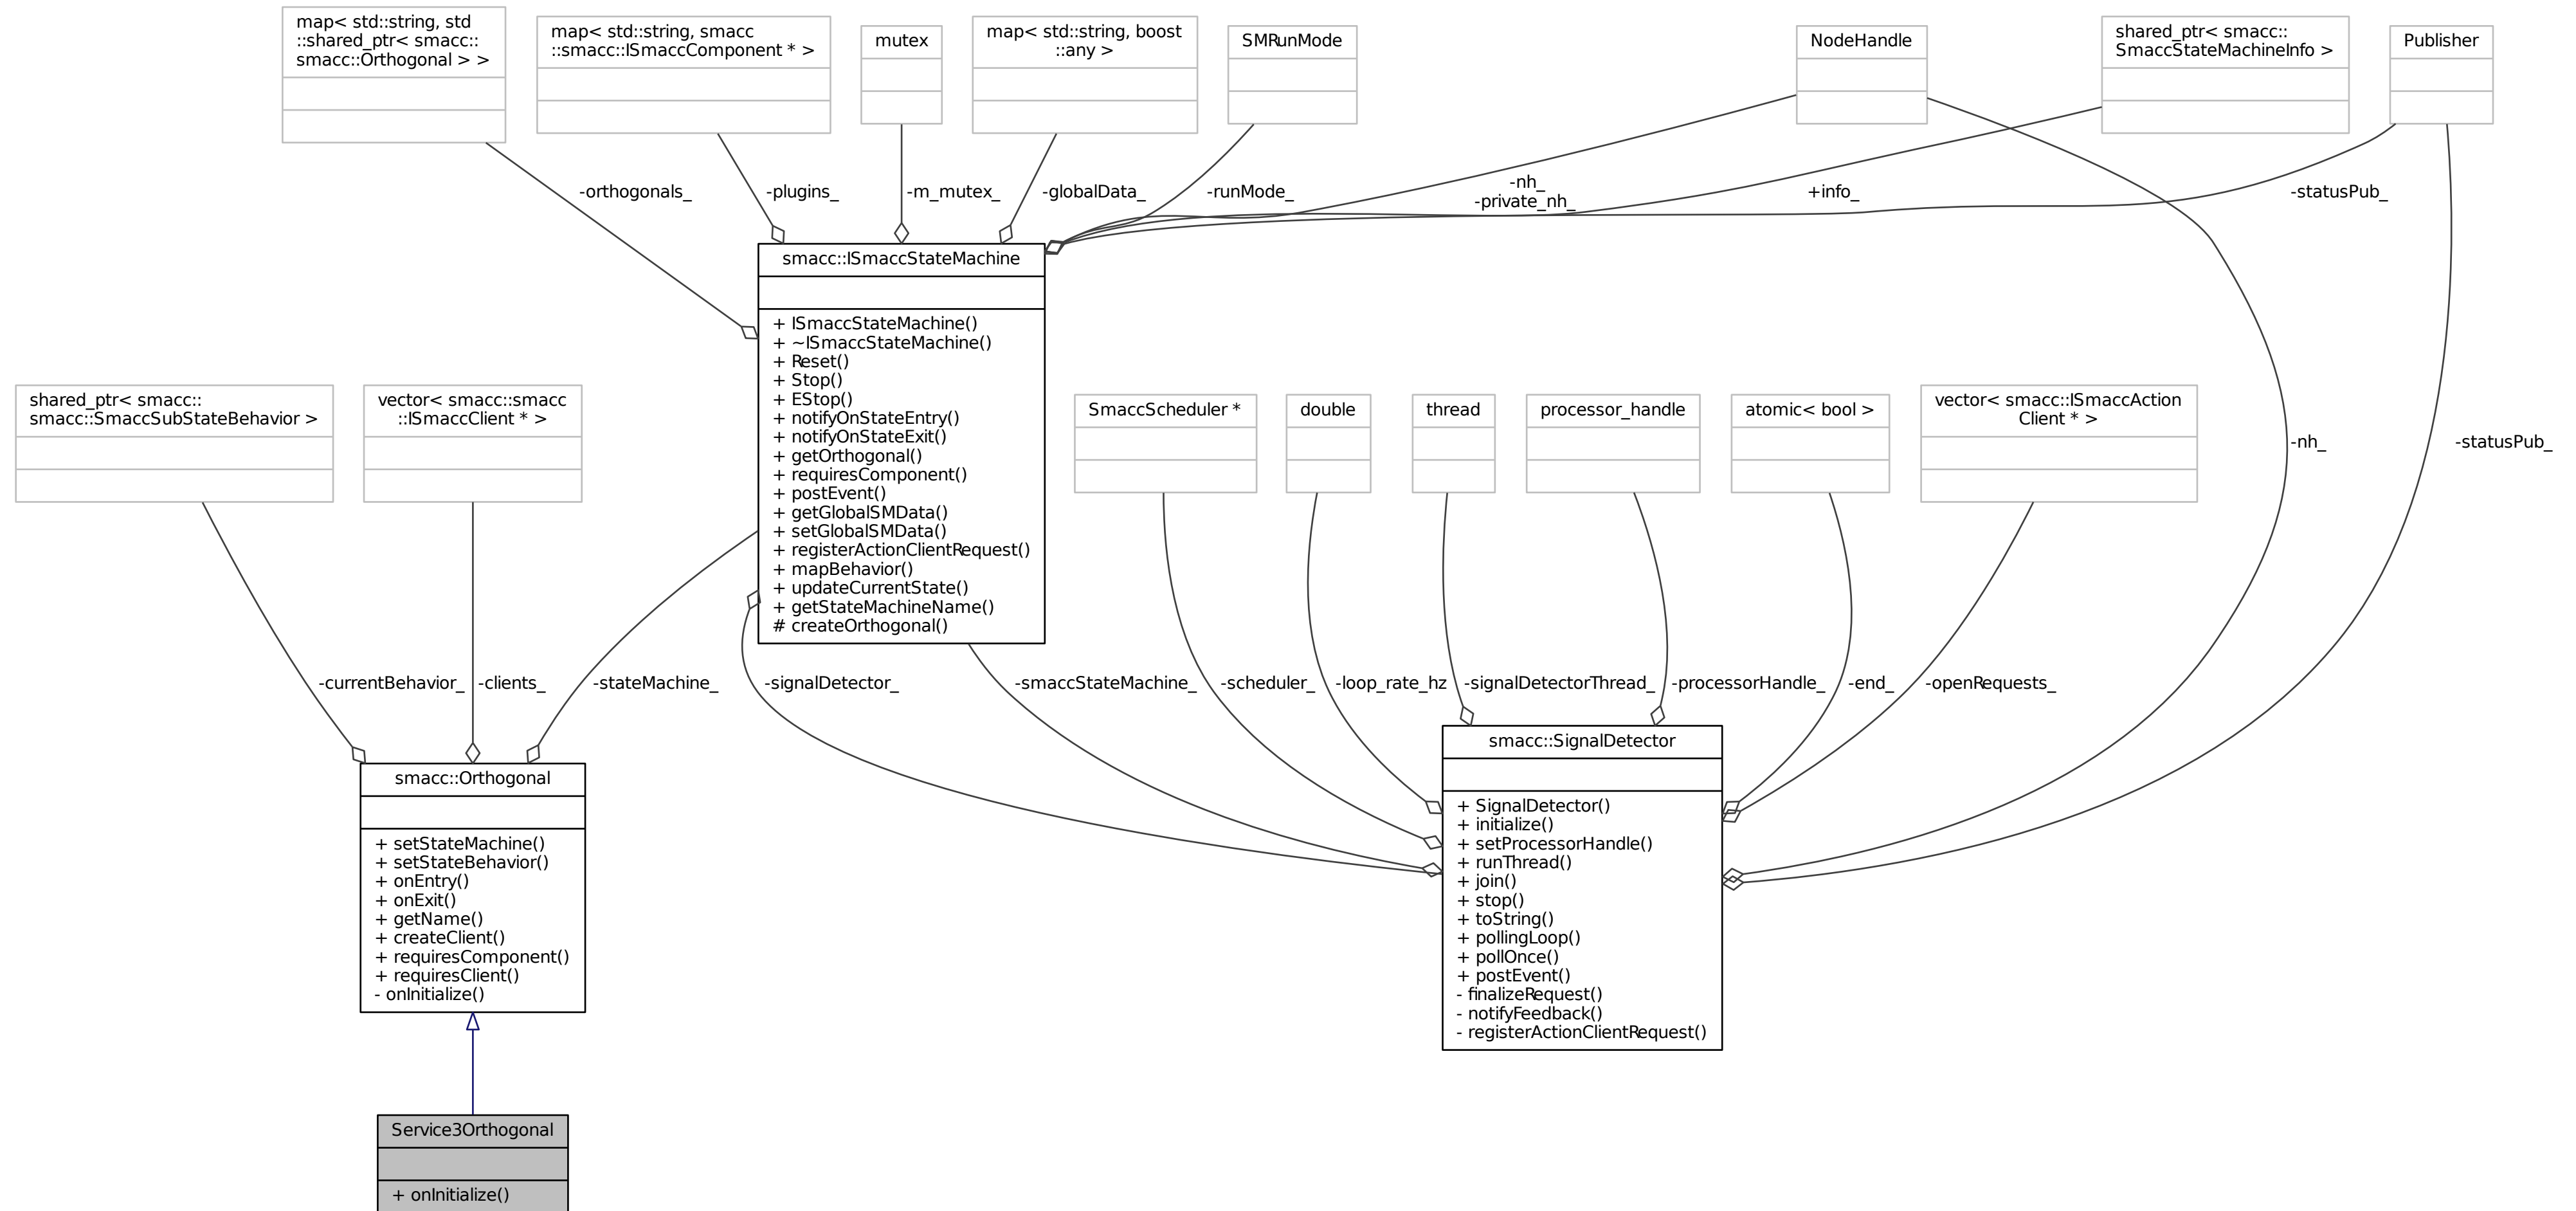 map< std::string, std
::shared_ptr< smacc::
smacc::Orthogonal > >
map< std::string, smacc
::smacc::ISmaccComponent * >
mutex
map< std::string, boost
::any >
SMRunMode
NodeHandle
shared_ptr< smacc::
SmaccStateMachineInfo >
Publisher
-orthogonals_
-plugins_
-m_mutex_
-globalData_
-runMode_
-nh_
-private_nh_
+info_
-statusPub_
smacc::ISmaccStateMachine
+ ISmaccStateMachine()
+ ~ISmaccStateMachine()
+ Reset()
+ Stop()
+ EStop()
+ notifyOnStateEntry()
+ notifyOnStateExit()
+ getOrthogonal()
+ requiresComponent()
+ postEvent()
+ getGlobalSMData()
+ setGlobalSMData()
+ registerActionClientRequest()
+ mapBehavior()
+ updateCurrentState()
+ getStateMachineName()
# createOrthogonal()
shared_ptr< smacc::
smacc::SmaccSubStateBehavior >
vector< smacc::smacc
::ISmaccClient * >
SmaccScheduler *
double
thread
processor_handle
atomic< bool >
vector< smacc::ISmaccAction
Client * >
-nh_
-statusPub_
-currentBehavior_
-clients_
-stateMachine_
-signalDetector_
-smaccStateMachine_
-scheduler_
-loop_rate_hz
-signalDetectorThread_
-processorHandle_
-end_
-openRequests_
smacc::Orthogonal
+ setStateMachine()
+ setStateBehavior()
+ onEntry()
+ onExit()
+ getName()
+ createClient()
+ requiresComponent()
+ requiresClient()
- onInitialize()
smacc::SignalDetector
+ SignalDetector()
+ initialize()
+ setProcessorHandle()
+ runThread()
+ join()
+ stop()
+ toString()
+ pollingLoop()
+ pollOnce()
+ postEvent()
- finalizeRequest()
- notifyFeedback()
- registerActionClientRequest()
Service3Orthogonal
+ onInitialize()